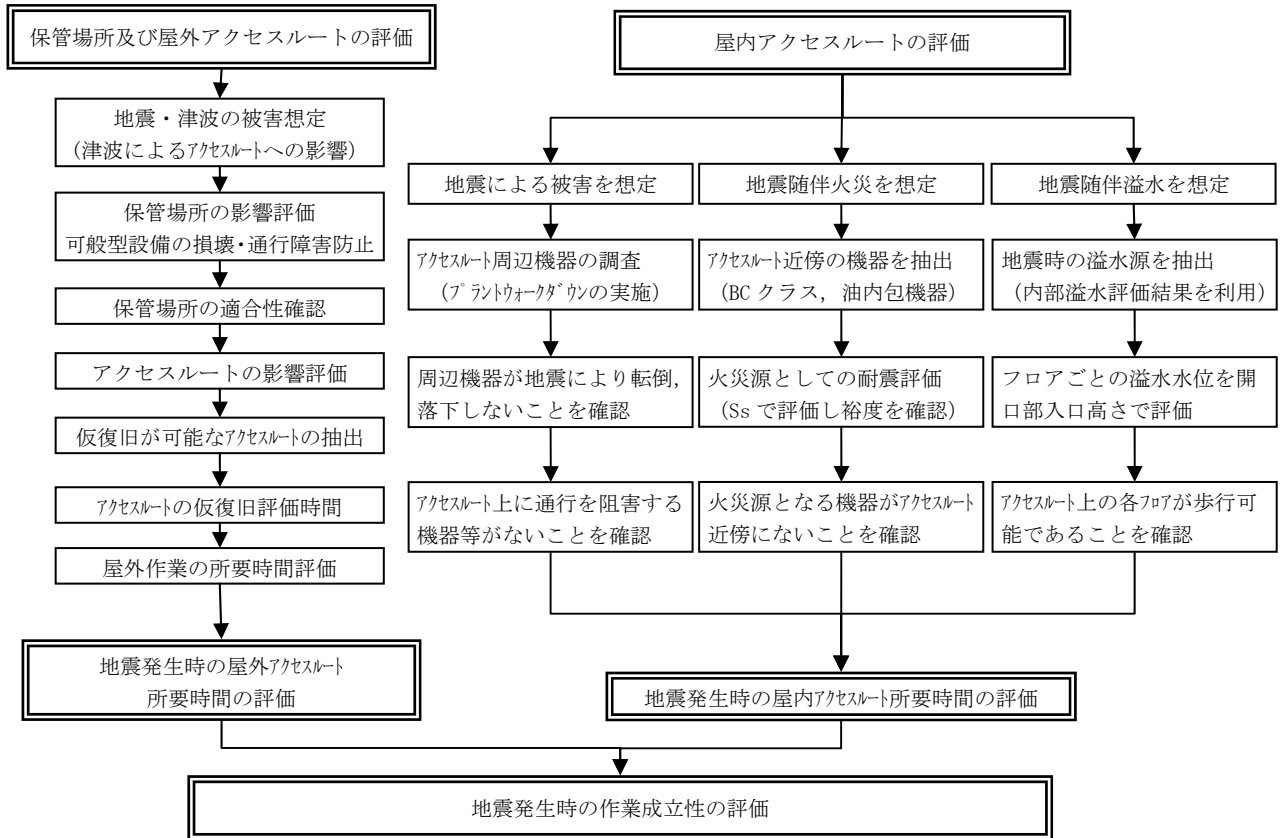 保管場所及び屋外アクセスルートの評価
地震・津波の被害想定
(津波によるｱｸｾｽﾙｰﾄへの影響)
保管場所の影響評価
可般型設備の損壊・通行障害防止
保管場所の適合性確認
アクセスルートの影響評価
仮復旧が可能なｱｸｾｽﾙｰﾄの抽出
ｱｸｾｽﾙｰﾄの仮復旧評価時間
屋外作業の所要時間評価
地震発生時の屋外ｱｸｾｽﾙｰﾄ
所要時間の評価
屋内アクセスルートの評価
地震による被害を想定
ｱｸｾｽﾙｰﾄ周辺機器の調査
（ﾌﾟﾗﾝﾄｳｫｰｸﾀﾞｳﾝの実施）
周辺機器が地震により転倒，
落下しないことを確認
ｱｸｾｽﾙｰﾄ上に通行を阻害する
機器等がないことを確認
地震随伴火災を想定
ｱｸｾｽﾙｰﾄ近傍の機器を抽出
（BC クラス，油内包機器）
火災源としての耐震評価
（Ss で評価し裕度を確認）
火災源となる機器がｱｸｾｽﾙｰﾄ
近傍にないことを確認
地震随伴溢水を想定
地震時の溢水源を抽出
（内部溢水評価結果を利用）
フロアごとの溢水水位を開
口部入口高さで評価
ｱｸｾｽﾙｰﾄ上の各ﾌﾛｱが歩行可
能であることを確認
地震発生時の屋内ｱｸｾｽﾙｰﾄ所要時間の評価
地震発生時の作業成立性の評価